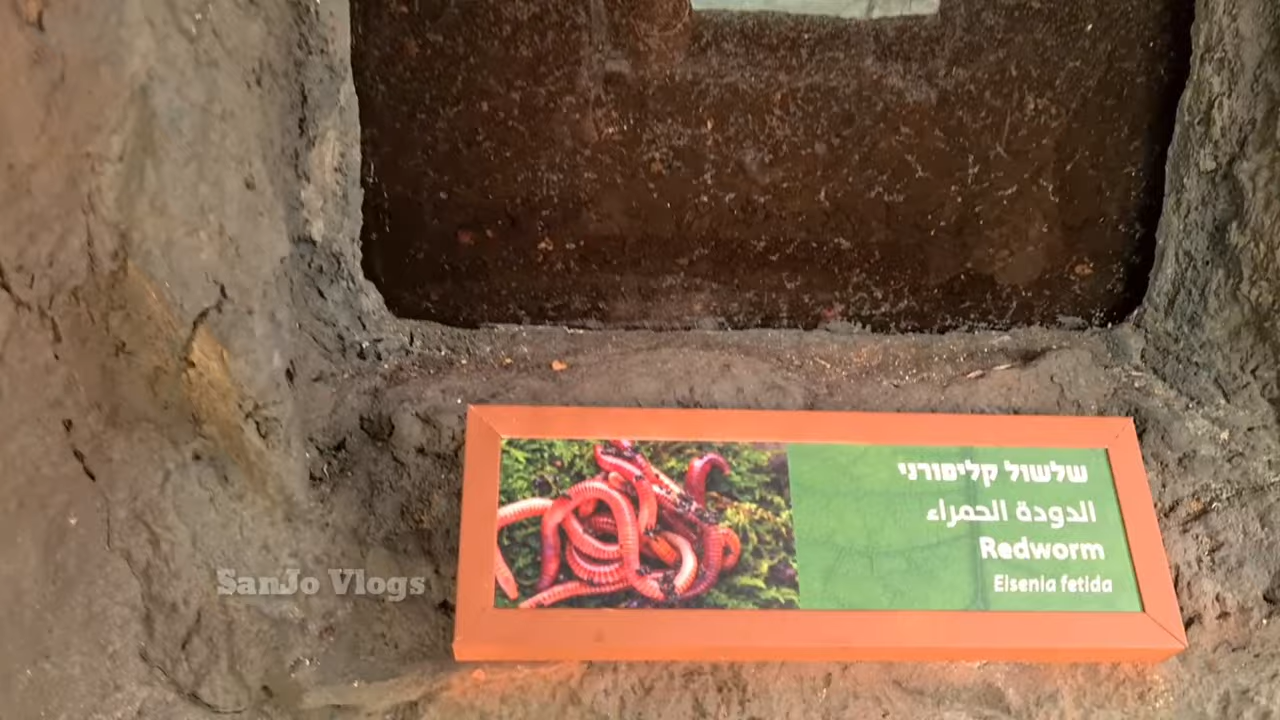 שלשול קליפורני
الدودة الحمراء
Redworm
Eisenia fetida
SanJo Vlogs